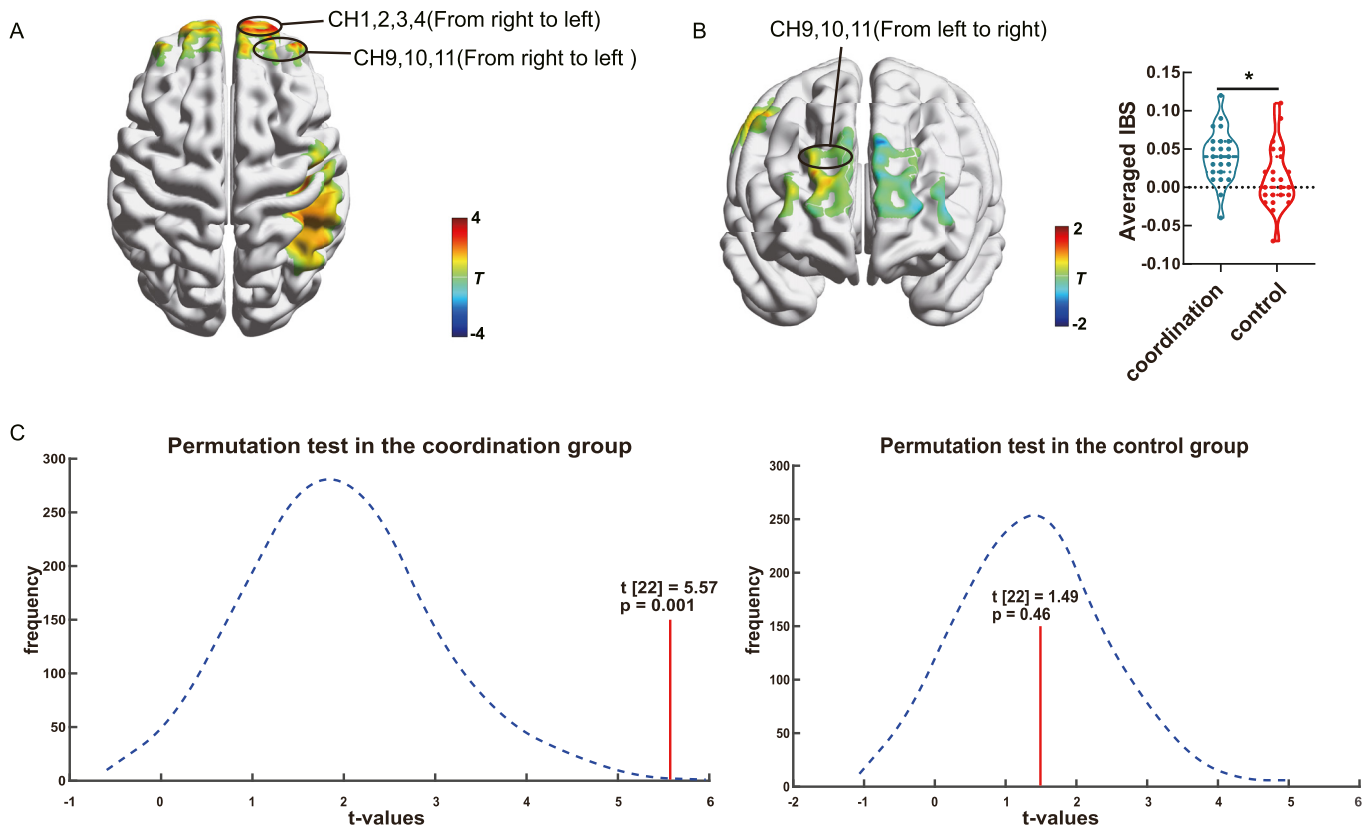 A
CH1,2,3,4(From right to left)
CH9,10,11(From right to left )
4
T
-4
B
CH9,10,11(From left to right)
2
T
-2
*
Averaged IBS
0.15
0.10
0.05
0.00
-0.05
-0.10
coordination
control
C
Permutation test in the coordination group
frequency
300
250
200
150
100
50
0
t [22] = 5.57
p = 0.001
-1 0 1 2 3 4 5 6
t-values
Permutation test in the control group
frequency
300
250
200
150
100
50
0
t [22] = 1.49
p = 0.46
-2 -1 0 1 2 3 4 5 6
t-values